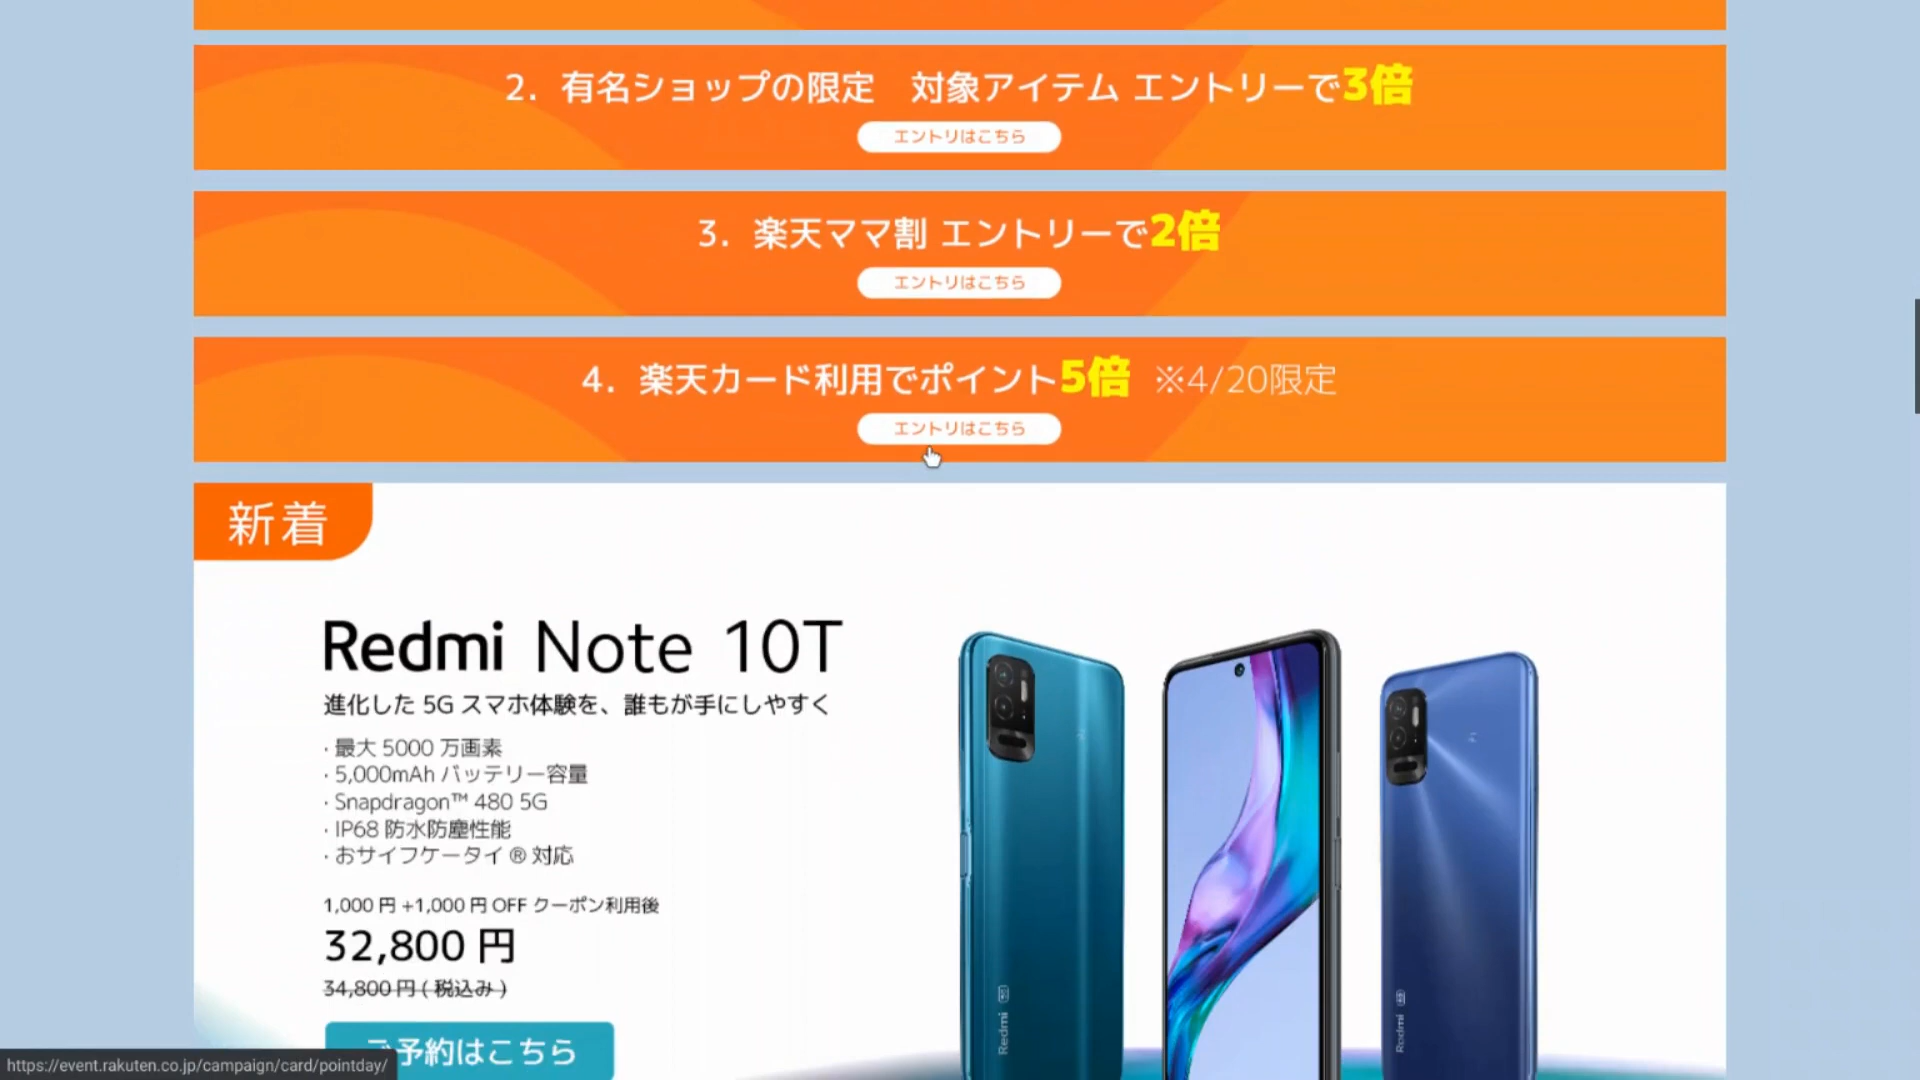 2. 有名ショップの限定　対象アイテム エントリーで3倍
エントリはこちら
3. 楽天ママ割 エントリーで2倍
エントリはこちら
4. 楽天カード利用でポイント5倍 ※4/20限定
エントリはこちら
新着
Redmi Note 10T
進化した 5G スマホ体験を、誰もが手にしやすく
· 最大 5000 万画素
· 5,000mAh バッテリー容量
· Snapdragon™ 480 5G
· IP68 防水防塵性能
· おサイフケータイ ® 対応
1,000 円 +1,000 円 OFF クーポン利用後
32,800 円
34,800 円 ( 税込み )
ご予約はこちら
Redmi 5G
Redmi 5G
https://event.rakuten.co.jp/campaign/card/pointday/